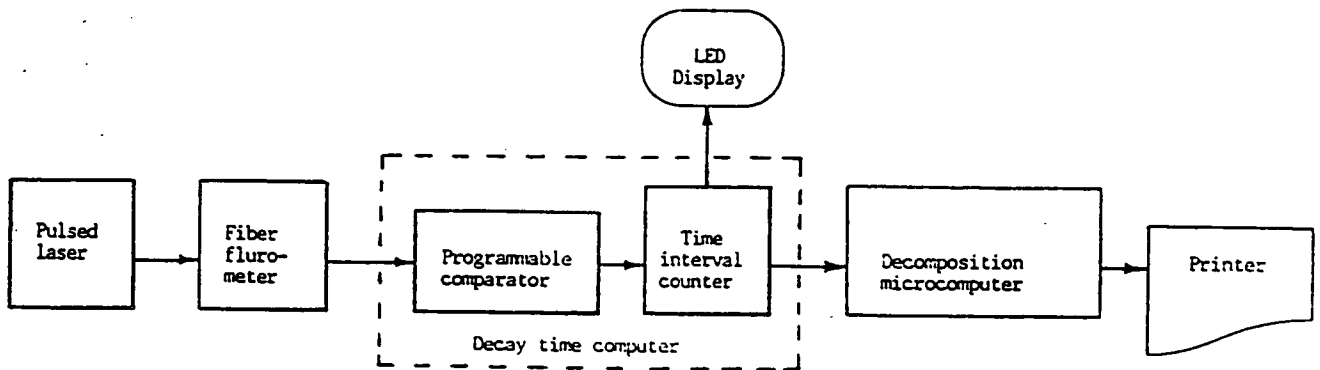 LED
Display
Pulsed
laser
Fiber
fluro-
meter
Programmable
comparator
Time
interval
counter
Decomposition
microcomputer
Printer
Decay time computer